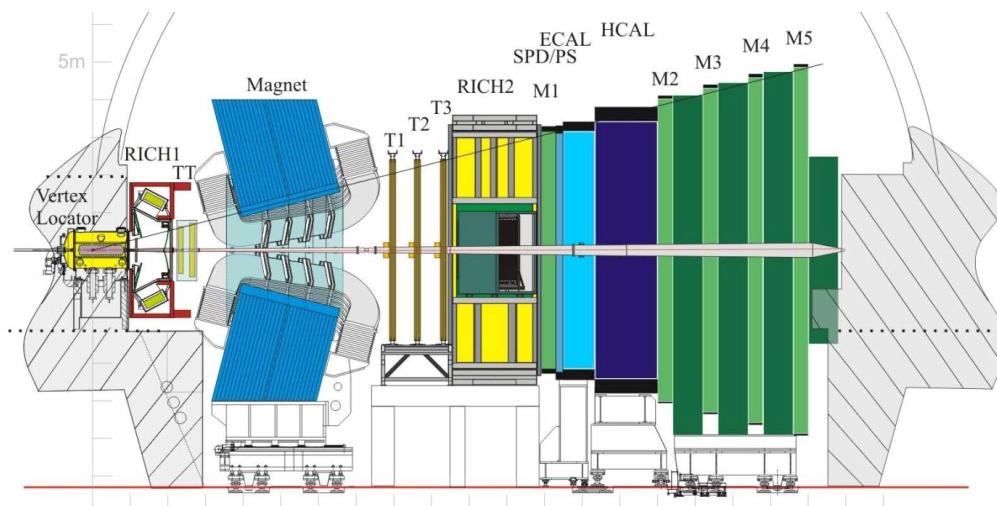 5m
ECAL
HCAL
SPD/PS
M1
M2
M3
M4
M5
RICH2
T1
T2
T3
Magnet
RICH1
TT
Vertex
Locator